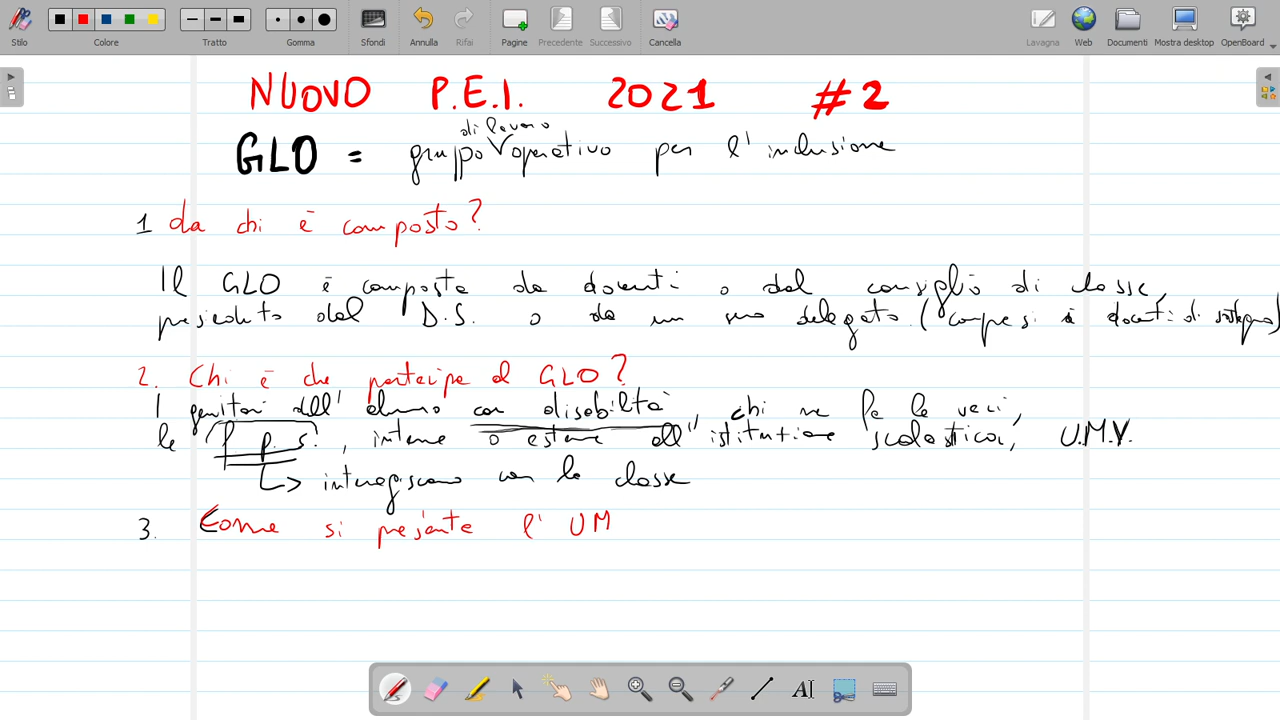 Stilo Colore Tratto Gomma Sfondi Annulla Rifai Pagine Precedente Successivo Cancella Lavagna Web Documenti Mostra desktop OpenBoard
NUOVO P.E.I. 2021 #2
di lavoro
GLO = gruppo operativo per l'inclusione
1 da chi è composto?
Il GLO è composto da docenti o dal consiglio di classe,
presieduto dal D.S. o da un suo delegato. (compresi i docenti di sostegno)
2. Chi è che partecipa al GLO?
I genitori dell'alunno con disabilità, chi ne fa le veci,
le f. p. s., interne o esterne all'istituzione scolastica, U.M.V.
↳ interagiscono con la classe
3. Come si presenta l'UM